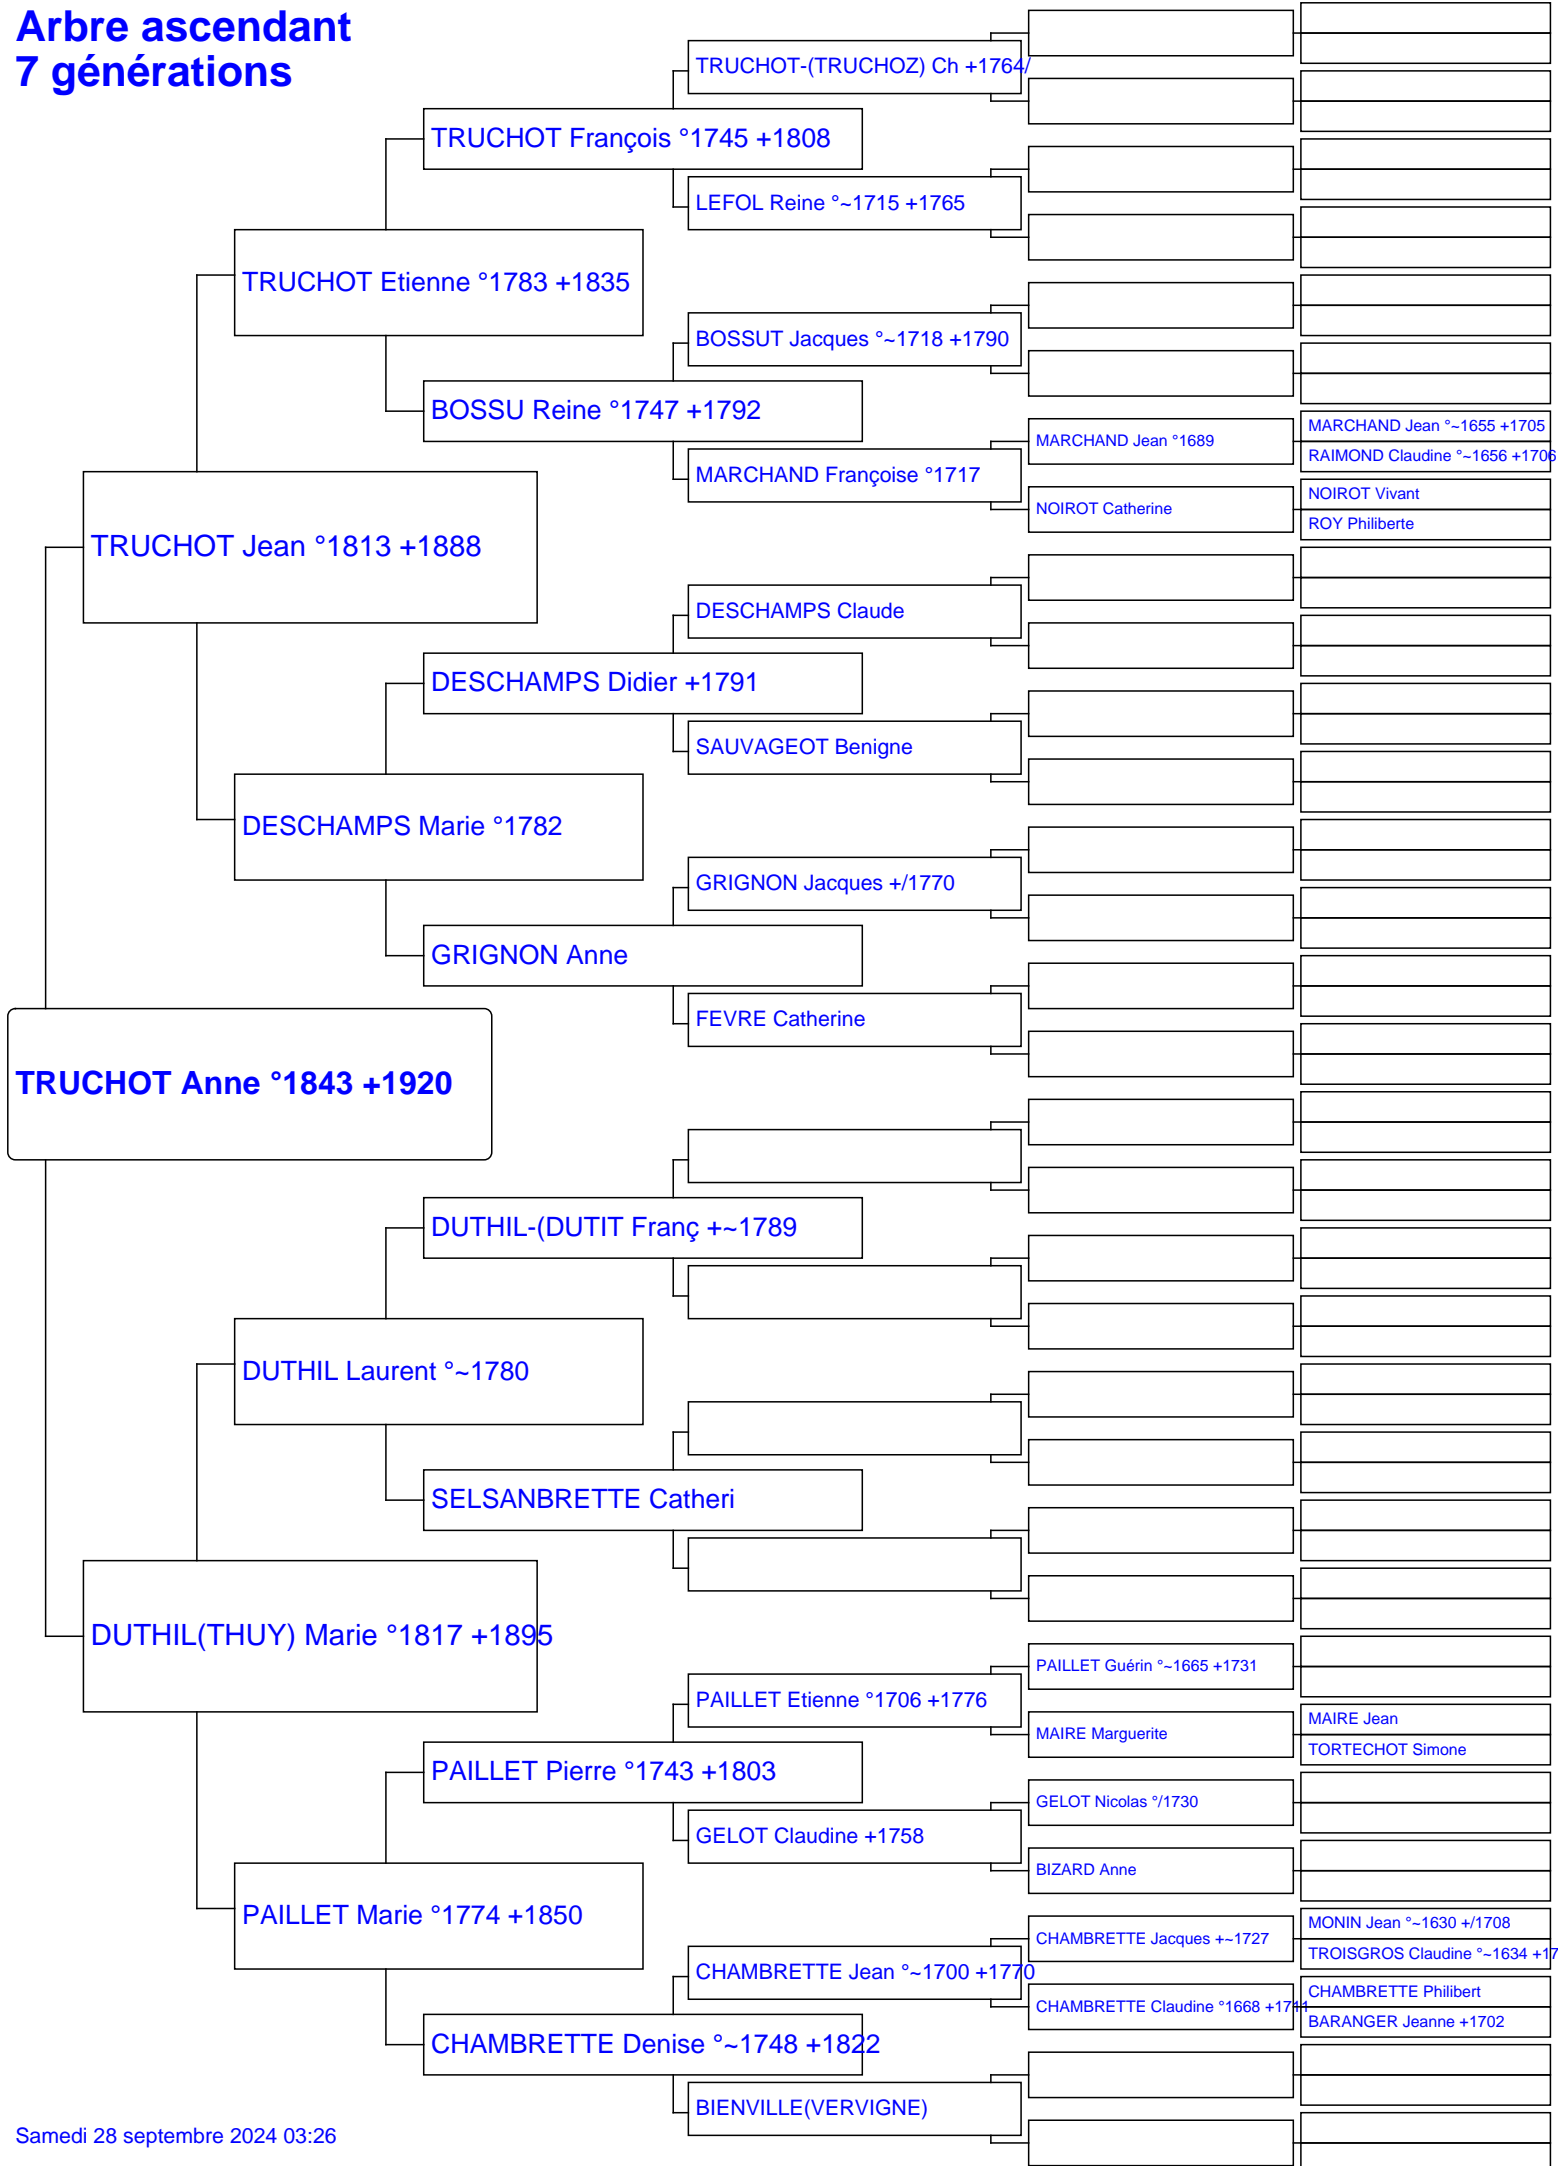 Arbre ascendant
7 générations
TRUCHOT-(TRUCHOZ) Ch +1764/
TRUCHOT François °1745 +1808
LEFOL Reine °~1715 +1765
TRUCHOT Etienne °1783 +1835
BOSSUT Jacques °~1718 +1790
BOSSU Reine °1747 +1792
MARCHAND Jean °~1655 +1705
MARCHAND Jean °1689
RAIMOND Claudine °~1656 +1706
MARCHAND Françoise °1717
NOIROT Vivant
NOIROT Catherine
ROY Philiberte
TRUCHOT Jean °1813 +1888
DESCHAMPS Claude
DESCHAMPS Didier +1791
SAUVAGEOT Benigne
DESCHAMPS Marie °1782
GRIGNON Jacques +/1770
GRIGNON Anne
FEVRE Catherine
TRUCHOT Anne °1843 +1920
DUTHIL-(DUTIT Franç +~1789
DUTHIL Laurent °~1780
SELSANBRETTE Catheri
DUTHIL(THUY) Marie °1817 +1895
PAILLET Guérin °~1665 +1731
PAILLET Etienne °1706 +1776
MAIRE Jean
MAIRE Marguerite
TORTECHOT Simone
PAILLET Pierre °1743 +1803
GELOT Nicolas °/1730
GELOT Claudine +1758
BIZARD Anne
PAILLET Marie °1774 +1850
MONIN Jean °~1630 +/1708
CHAMBRETTE Jacques +~1727
TROISGROS Claudine °~1634 +17
CHAMBRETTE Jean °~1700 +1770
CHAMBRETTE Philibert
CHAMBRETTE Claudine °1668 +1711
BARANGER Jeanne +1702
CHAMBRETTE Denise °~1748 +1822
BIENVILLE(VERVIGNE)
Samedi 28 septembre 2024 03:26